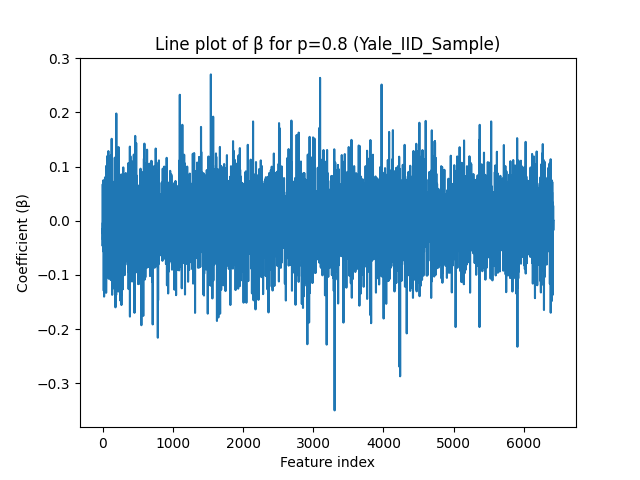 Line plot of β for p=0.8 (Yale_IID_Sample)
0.3
0.2
0.1
0.0
−0.1
−0.2
−0.3
Coefficient (β)
0 1000 2000 3000 4000 5000 6000
Feature index